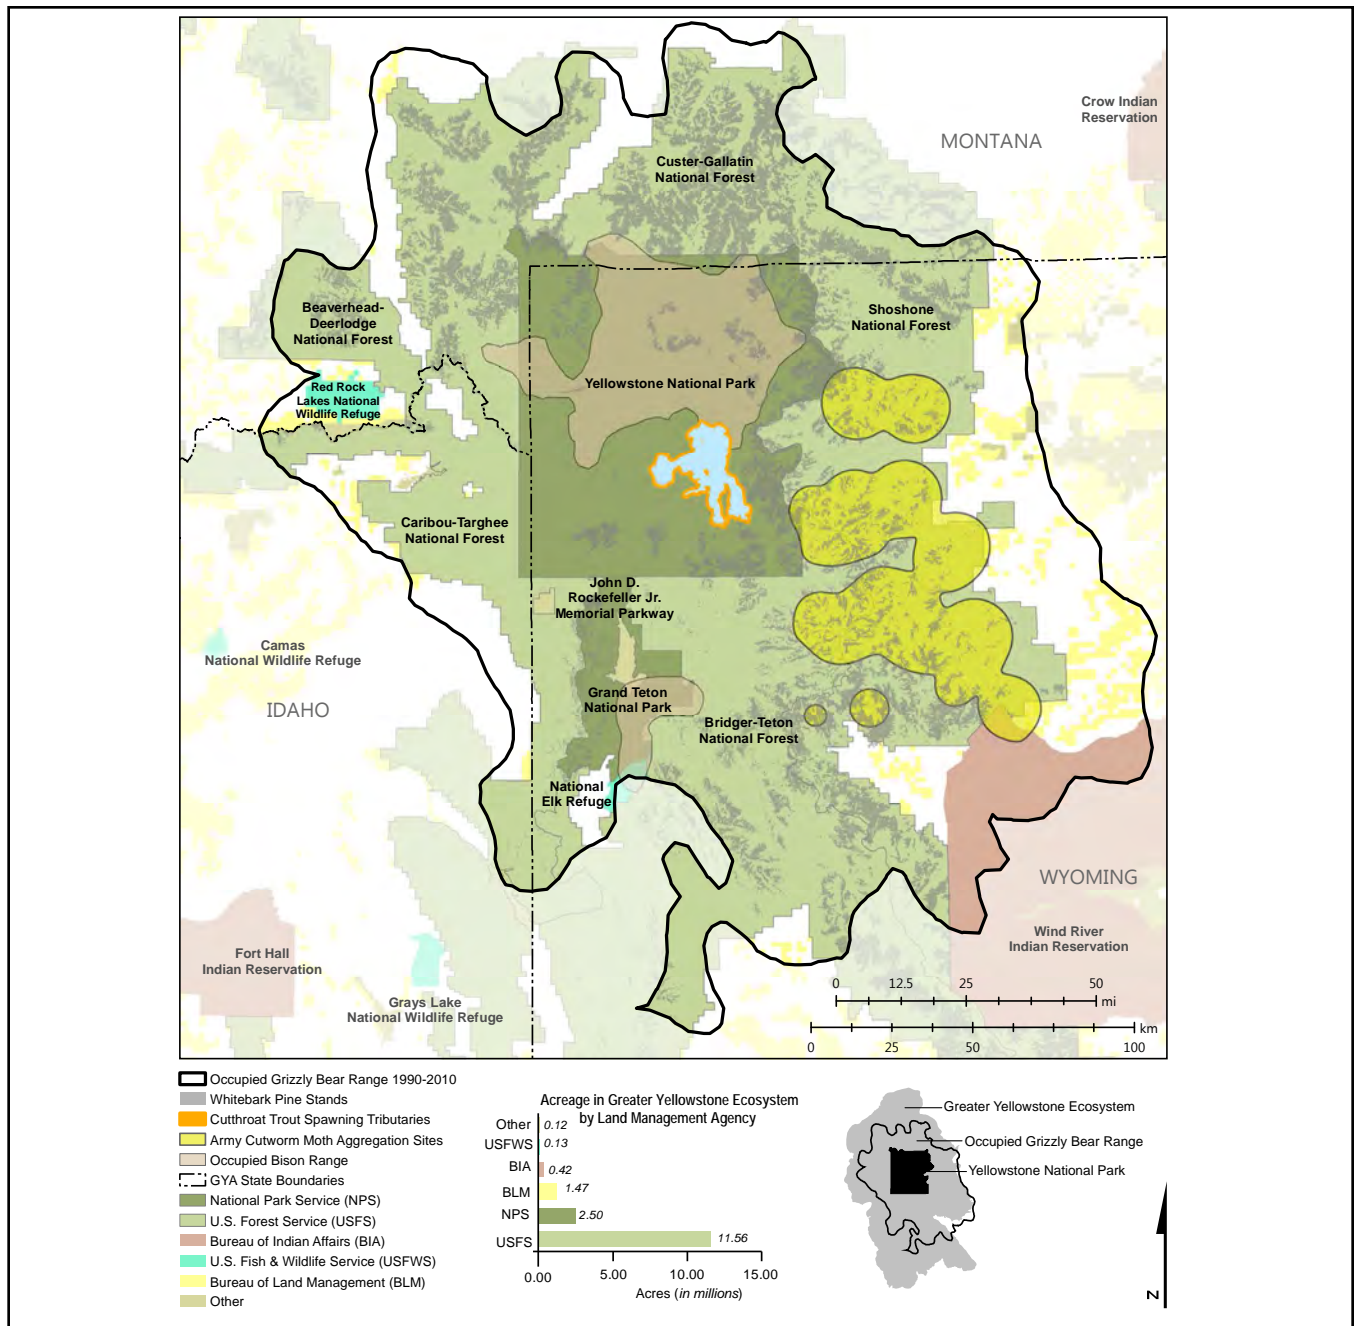 Crow Indian
Reservation
MONTANA
Custer-Gallatin
National Forest
Beaverhead-
Deerlodge
National Forest
Shoshone
National Forest
Red Rock
Lakes National
Wildlife Refuge
Yellowstone National Park
Caribou-Targhee
National Forest
John D.
Rockefeller Jr.
Memorial Parkway
Camas
National Wildlife Refuge
IDAHO
Grand Teton
National Park
Bridger-Teton
National Forest
National
Elk Refuge
WYOMING
Wind River
Indian Reservation
Fort Hall
Indian Reservation
Grays Lake
National Wildlife Refuge
0 12.5 25 50
mi
km
0 25 50 100
Occupied Grizzly Bear Range 1990-2010
Whitebark Pine Stands
Cutthroat Trout Spawning Tributaries
Army Cutworm Moth Aggregation Sites
Occupied Bison Range
GYA State Boundaries
National Park Service (NPS)
U.S. Forest Service (USFS)
Bureau of Indian Affairs (BIA)
U.S. Fish & Wildlife Service (USFWS)
Bureau of Land Management (BLM)
Other
Acreage in Greater Yellowstone Ecosystem
by Land Management Agency
Other 0.12
USFWS 0.13
BIA 0.42
BLM 1.47
NPS 2.50
USFS 11.56
0.00 5.00 10.00 15.00
Acres (in millions)
Greater Yellowstone Ecosystem
Occupied Grizzly Bear Range
Yellowstone National Park
N